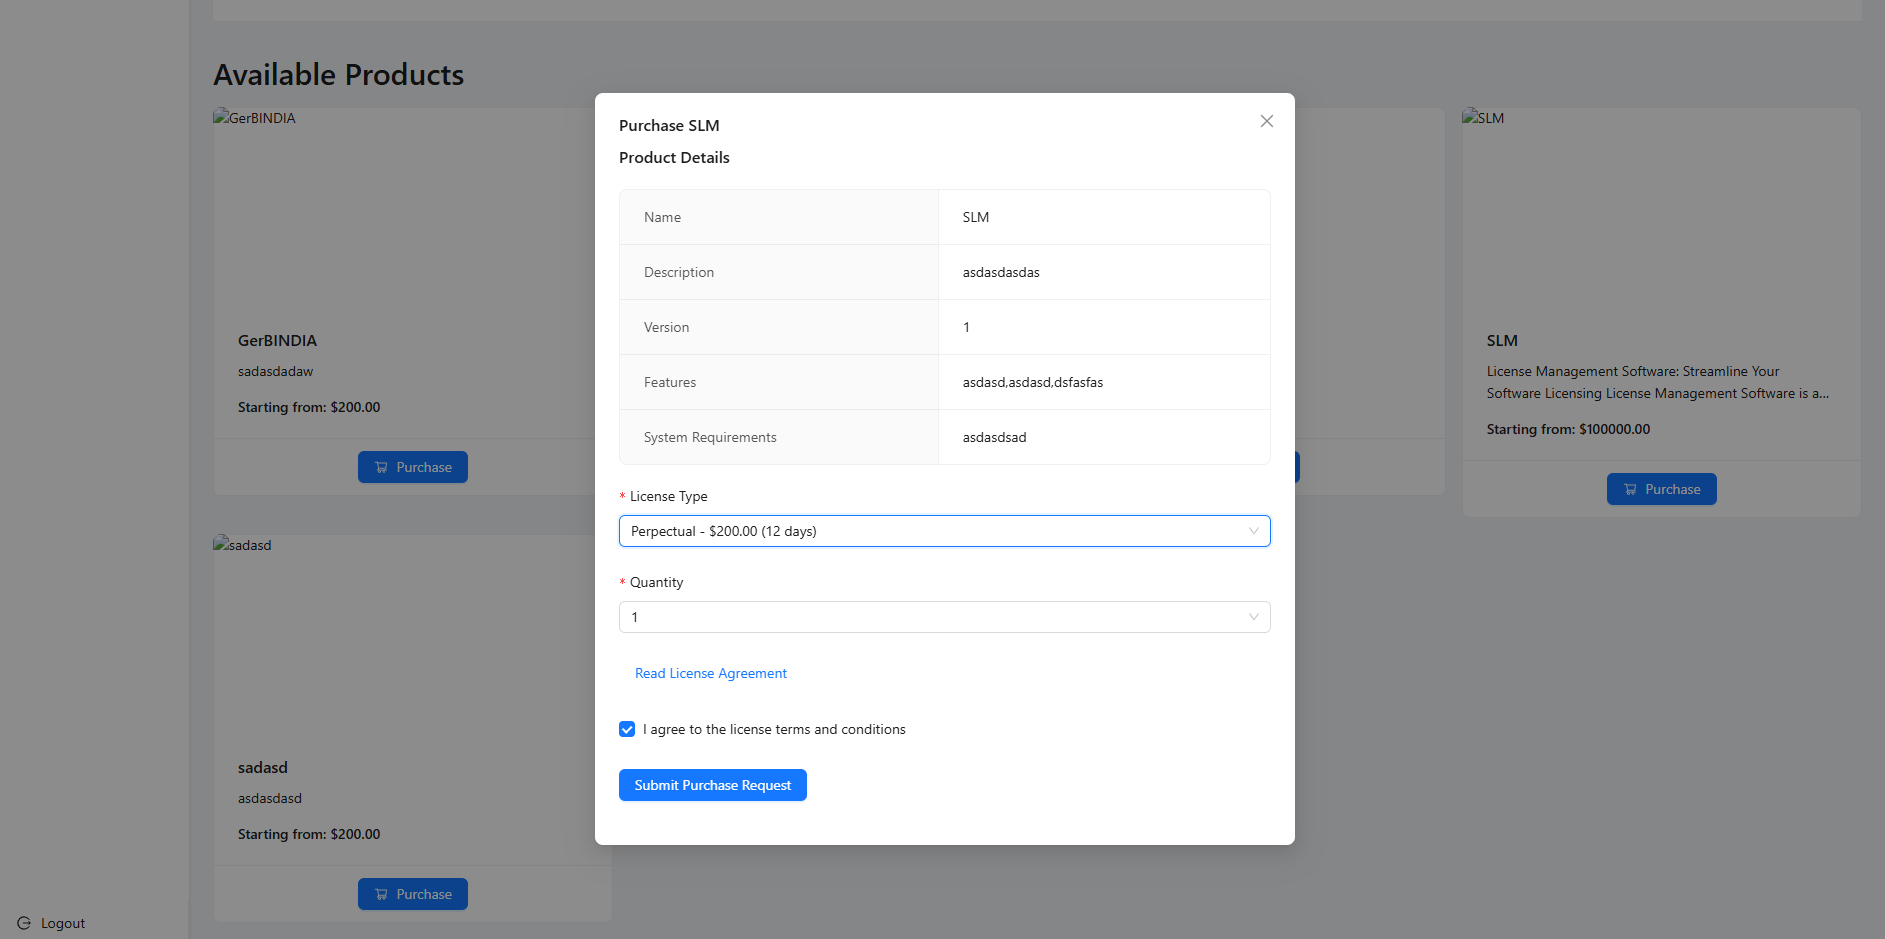 Available Products
GerBINDIA
GerBINDIA
sadasdadaw
Starting from: $200.00
Purchase
SLM
SLM
License Management Software: Streamline Your
Software Licensing License Management Software is a...
Starting from: $100000.00
Purchase
sadasd
sadasd
asdasdasd
Starting from: $200.00
Purchase
Logout
Purchase SLM
Product Details
Name SLM
Description asdasdasdas
Version 1
Features asdasd,asdasd,dsfasfas
System Requirements asdasdsad
* License Type
Perpectual - $200.00 (12 days)
* Quantity
1
Read License Agreement
I agree to the license terms and conditions
Submit Purchase Request